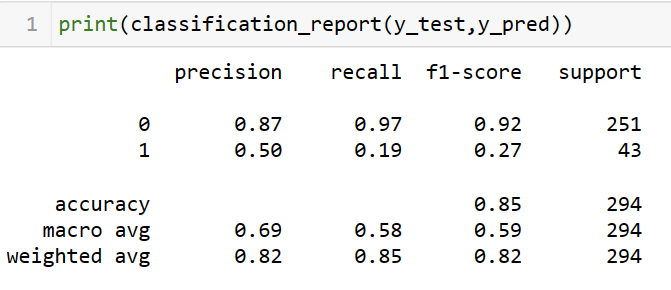 1 print(classification_report(y_test,y_pred))
precision recall f1-score support
0 0.87 0.97 0.92 251
1 0.50 0.19 0.27 43
accuracy 0.85 294
macro avg 0.69 0.58 0.59 294
weighted avg 0.82 0.85 0.82 294